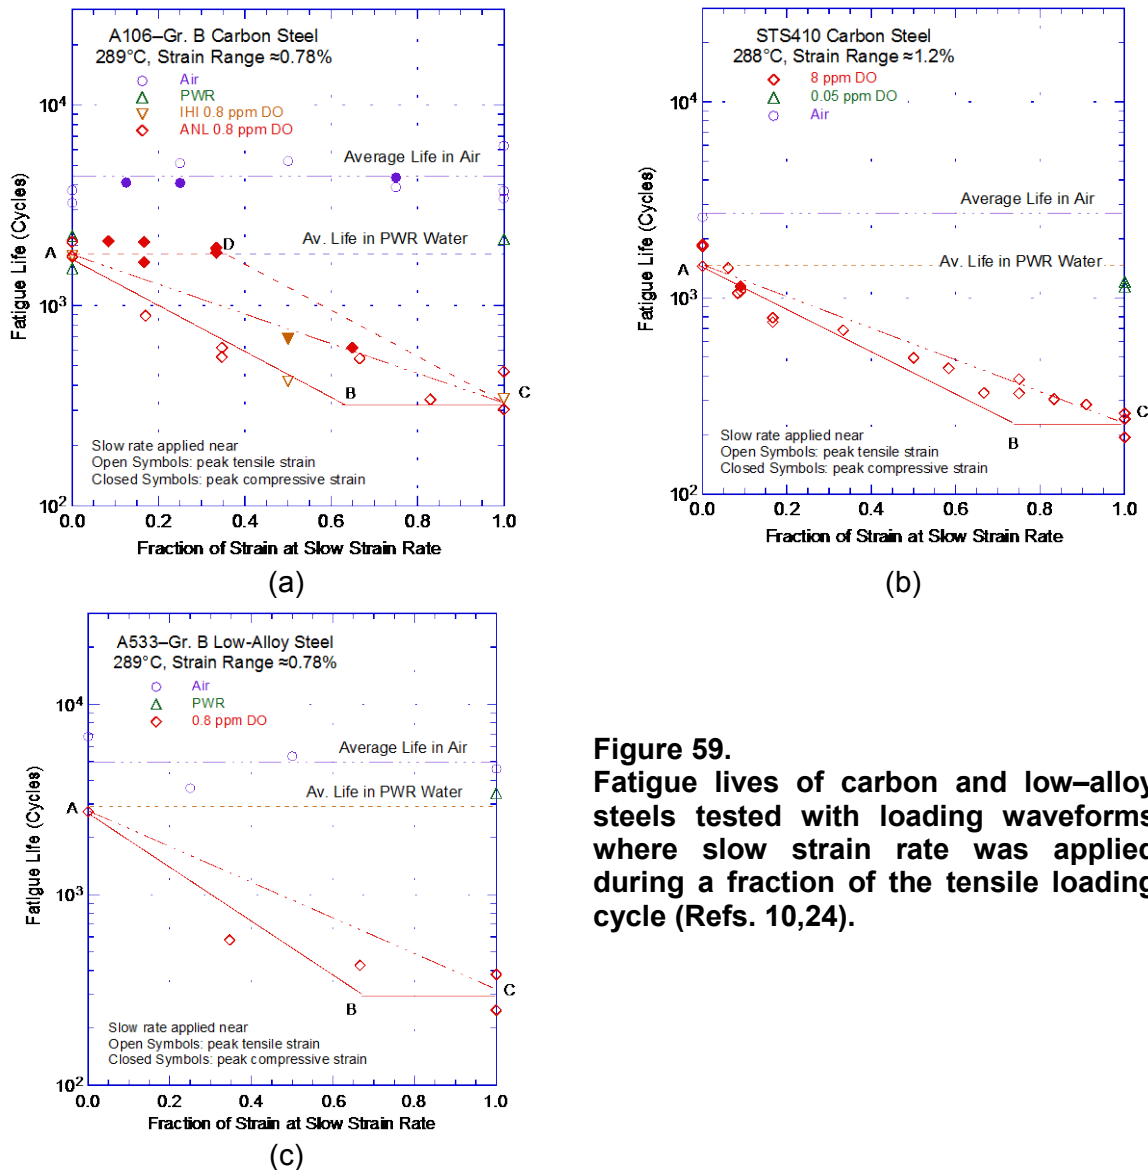 A106–Gr. B Carbon Steel
289°C, Strain Range ≈0.78%
Air
PWR
IHI 0.8 ppm DO
ANL 0.8 ppm DO
10⁴
Average Life in Air
Av. Life in PWR Water
A
D
10³
B
C
Slow rate applied near
Open Symbols: peak tensile strain
Closed Symbols: peak compressive strain
10²
0.0 0.2 0.4 0.6 0.8 1.0
Fatigue Life (Cycles)
Fraction of Strain at Slow Strain Rate
(a)
STS410 Carbon Steel
288°C, Strain Range ≈1.2%
8 ppm DO
0.05 ppm DO
Air
10⁴
Average Life in Air
Av. Life in PWR Water
A
10³
B
C
Slow rate applied near
Open Symbols: peak tensile strain
Closed Symbols: peak compressive strain
10²
0.0 0.2 0.4 0.6 0.8 1.0
Fatigue Life (Cycles)
Fraction of Strain at Slow Strain Rate
(b)
A533–Gr. B Low-Alloy Steel
289°C, Strain Range ≈0.78%
Air
PWR
0.8 ppm DO
10⁴
Average Life in Air
Av. Life in PWR Water
A
10³
B
C
Slow rate applied near
Open Symbols: peak tensile strain
Closed Symbols: peak compressive strain
10²
0.0 0.2 0.4 0.6 0.8 1.0
Fatigue Life (Cycles)
Fraction of Strain at Slow Strain Rate
(c)
Figure 59.
Fatigue lives of carbon and low–alloy
steels tested with loading waveforms
where slow strain rate was applied
during a fraction of the tensile loading
cycle (Refs. 10,24).